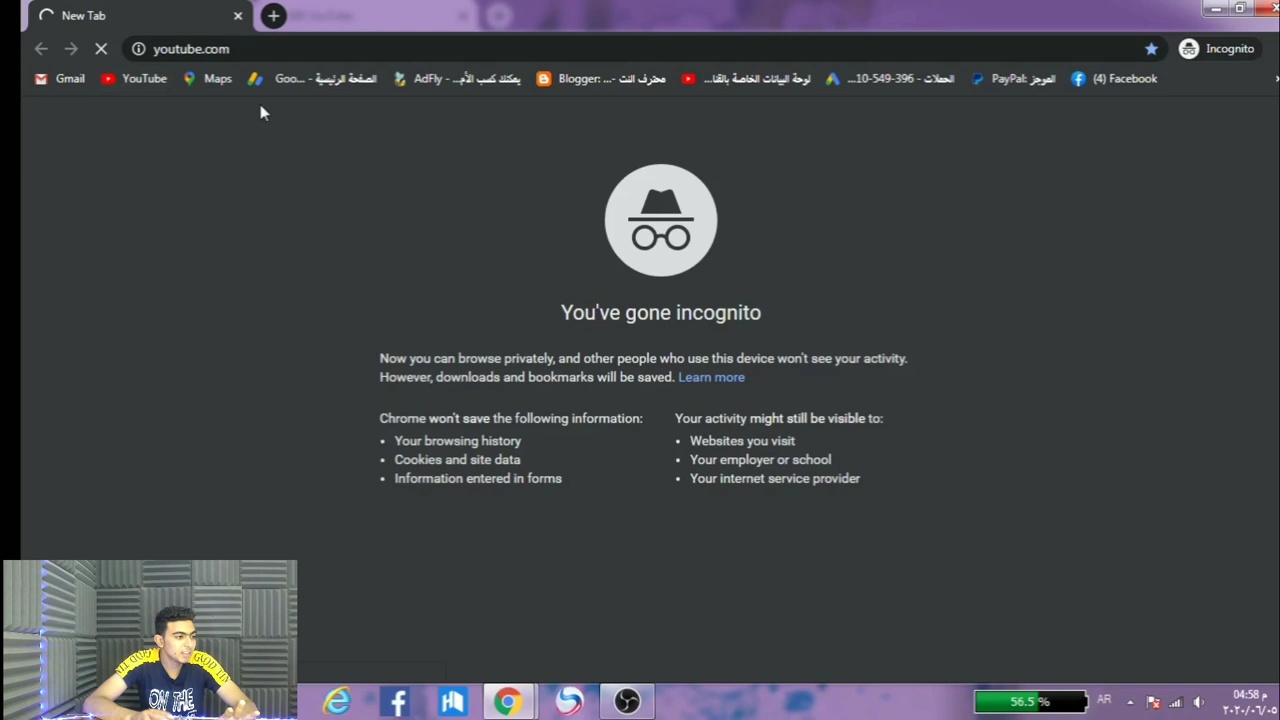 New Tab
youtube.com
Incognito
Gmail
YouTube
Maps
الصفحة الرئيسية - ...Goo
يمكنك كسب الأم... - AdFly
محترف النت -... :Blogger
لوحة البيانات الخاصة بالقنا...
الحملات - 396-549-10...
الموجز :PayPal
(4) Facebook
You've gone incognito
Now you can browse privately, and other people who use this device won't see your activity.
However, downloads and bookmarks will be saved. Learn more
Chrome won't save the following information:
• Your browsing history
• Cookies and site data
• Information entered in forms
Your activity might still be visible to:
• Websites you visit
• Your employer or school
• Your internet service provider
ON THE
56.5 %
AR
04:58 م
٢٠٢٠/٠٦/٠٥